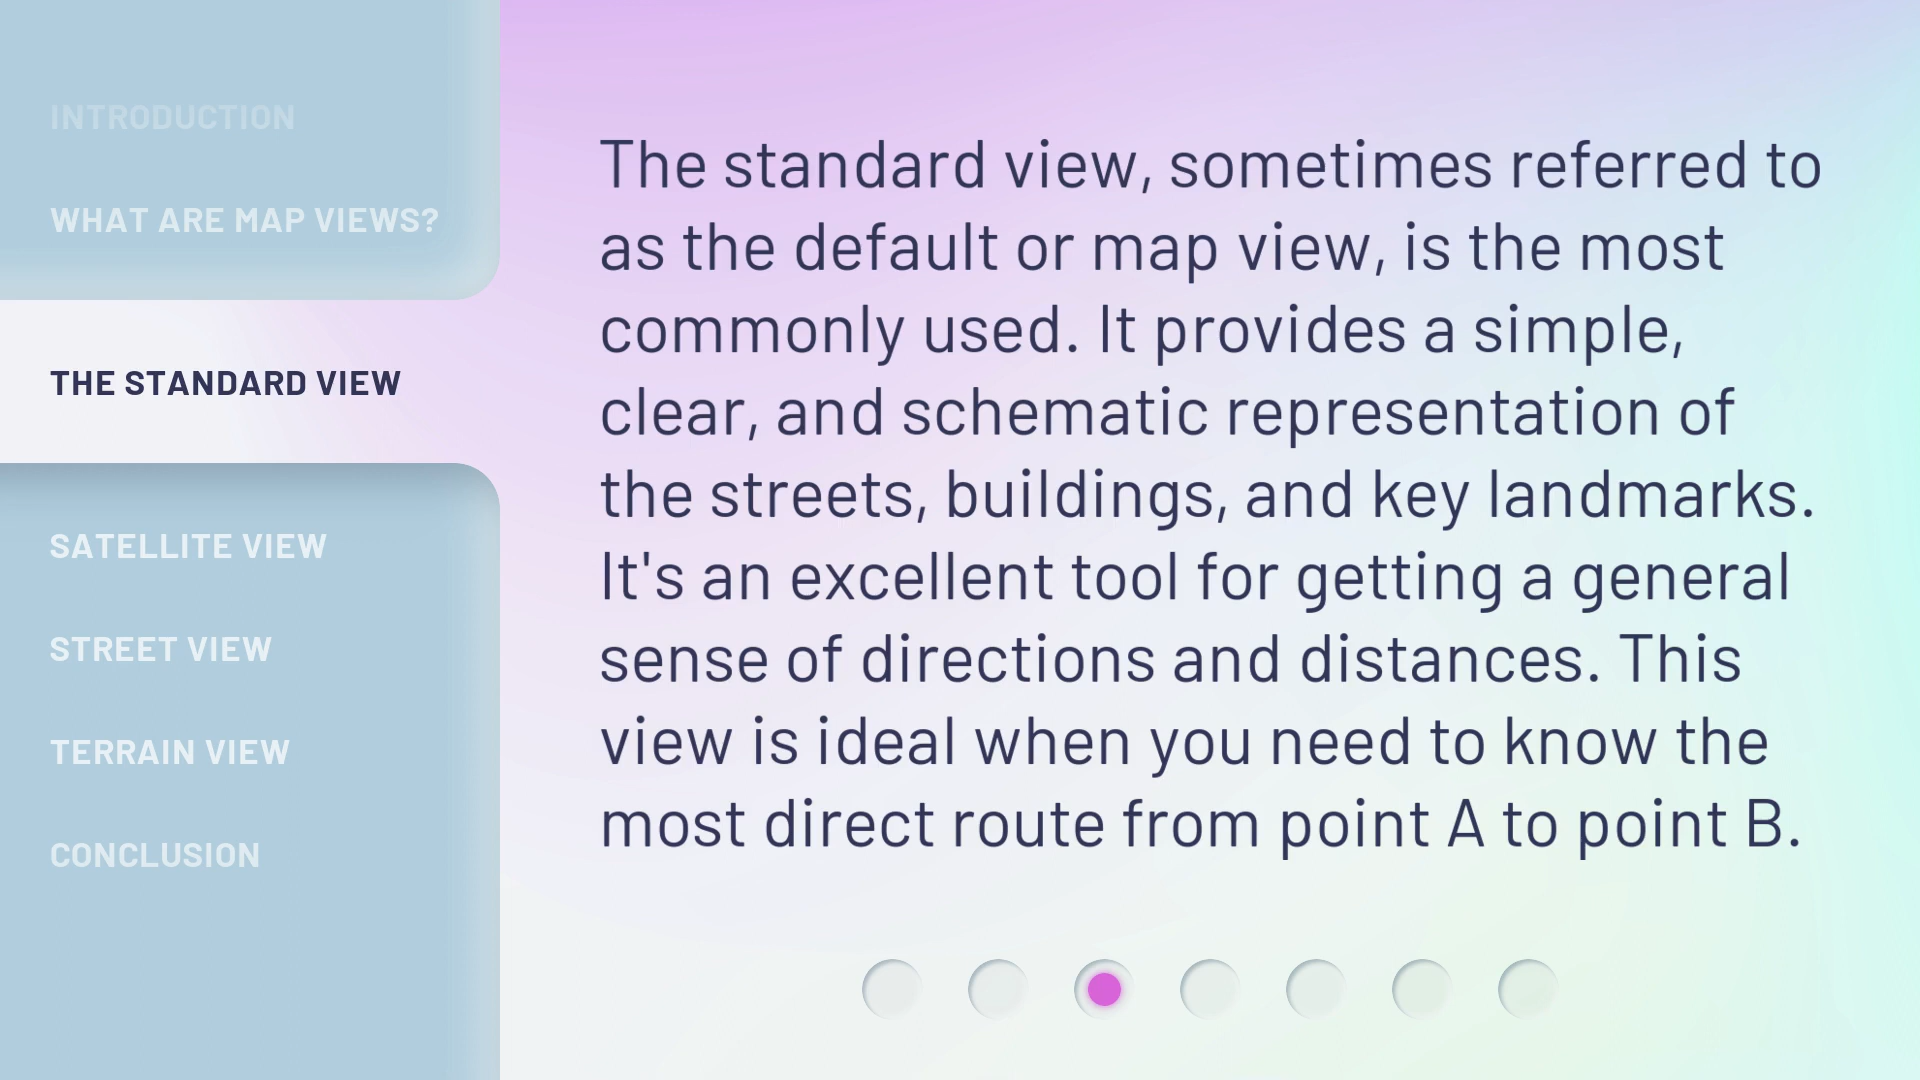 INTRODUCTION
WHAT ARE MAP VIEWS?
THE STANDARD VIEW
SATELLITE VIEW
STREET VIEW
TERRAIN VIEW
CONCLUSION
The standard view, sometimes referred to
as the default or map view, is the most
commonly used. It provides a simple,
clear, and schematic representation of
the streets, buildings, and key landmarks.
It's an excellent tool for getting a general
sense of directions and distances. This
view is ideal when you need to know the
most direct route from point A to point B.